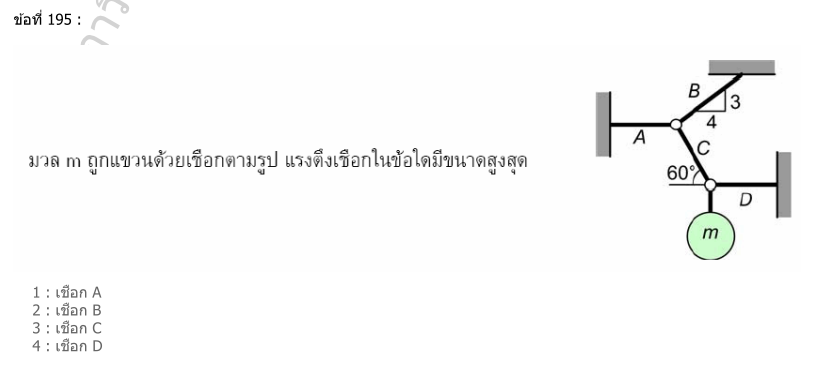 ข้อที่ 195 :
B
3
4
A
C
มวล m ถูกแขวนด้วยเชือกตามรูป แรงตึงเชือกในข้อใดมีขนาดสูงสุด
60°
D
m
1 : เชือก A
2 : เชือก B
3 : เชือก C
4 : เชือก D